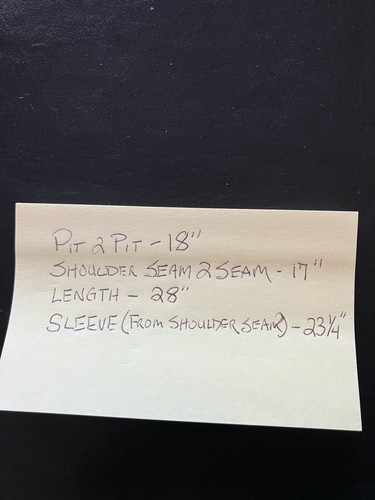 PIT 2 PIT - 18"
SHOULDER SEAM 2 SEAM - 17"
LENGTH - 28"
SLEEVE (FROM SHOULDER SEAM) - 23 1/4"